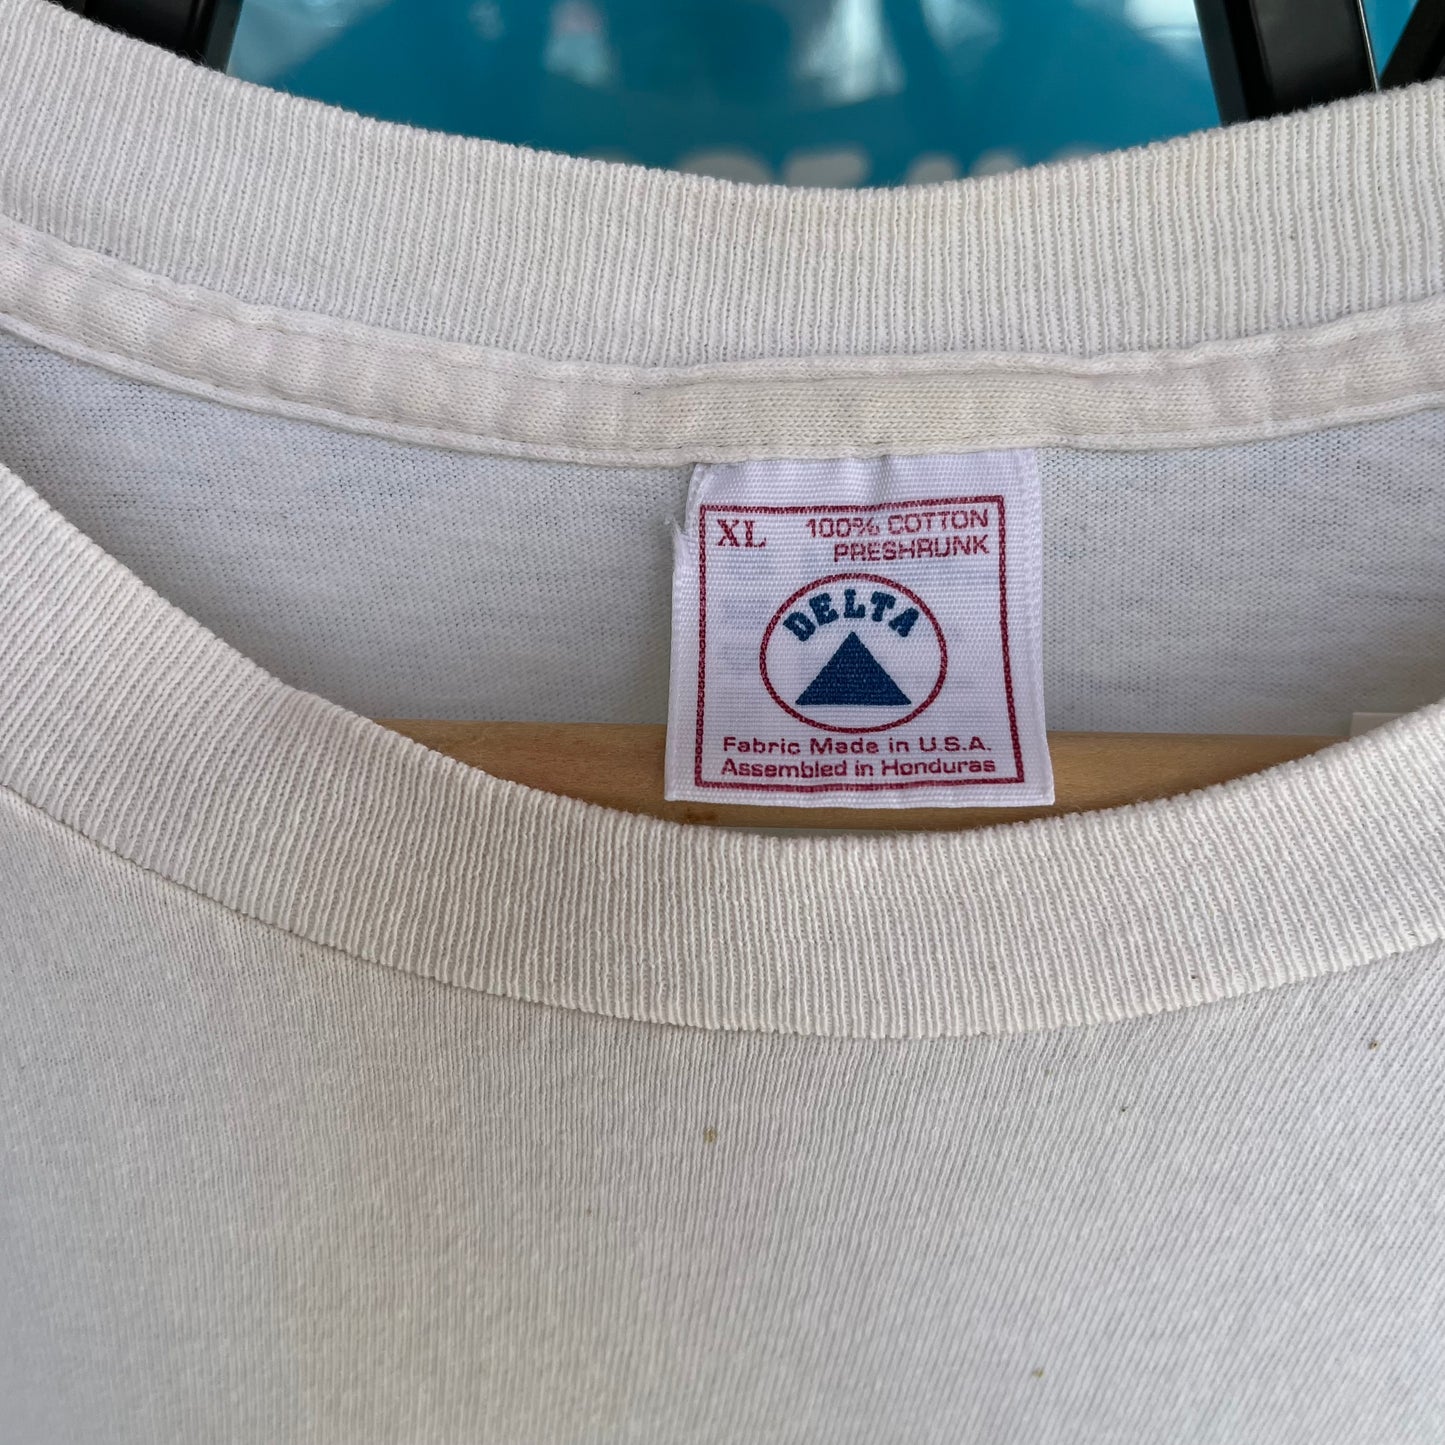 XL 100% COTTON
PRESHRUNK
DELTA
Fabric Made in U.S.A.
Assembled in Honduras